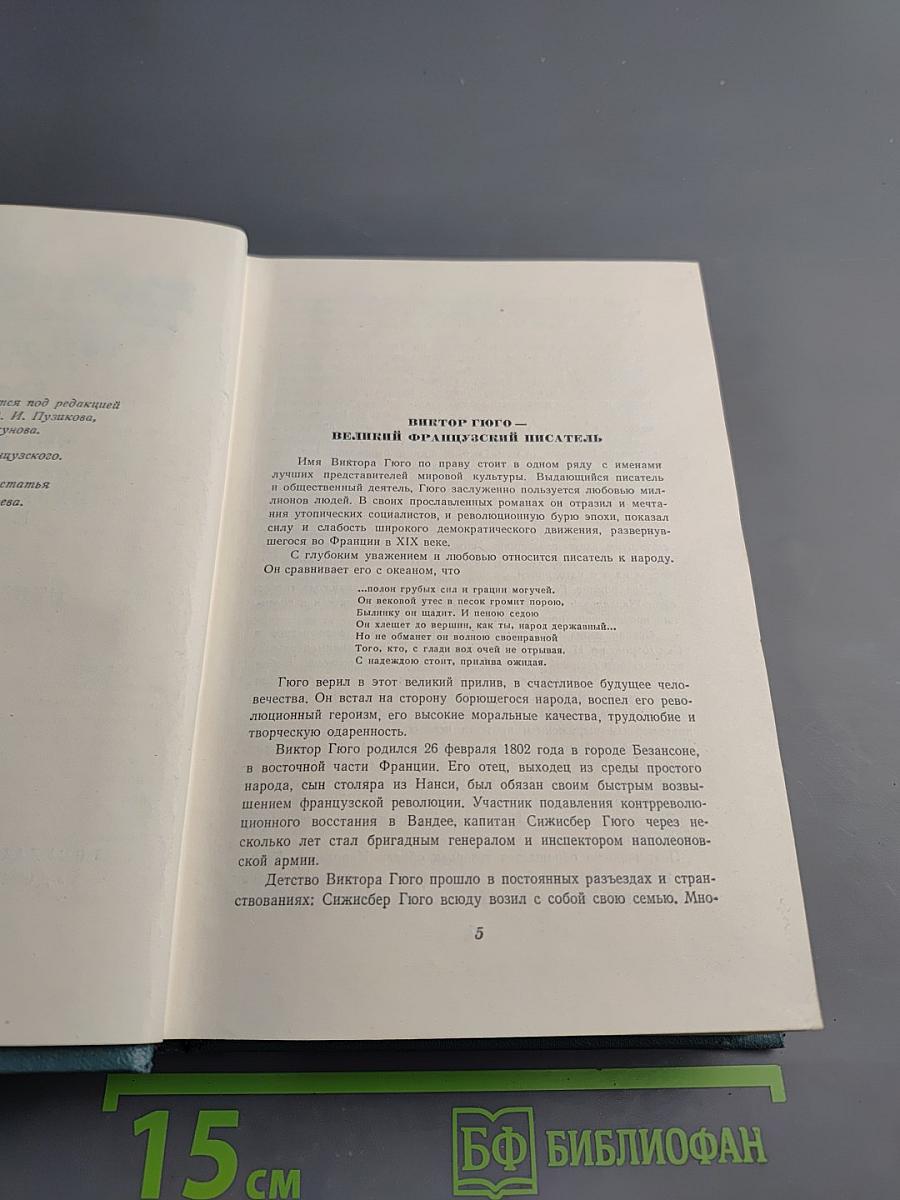 тся под редакцией
. И. Пузикова,
унова.
нцузского.
статья
ева.
ВИКТОР ГЮГО —
ВЕЛИКИЙ ФРАНЦУЗСКИЙ ПИСАТЕЛЬ
Имя Виктора Гюго по праву стоит в одном ряду с именами
лучших представителей мировой культуры. Выдающийся писатель
и общественный деятель, Гюго заслуженно пользуется любовью мил-
лионов людей. В своих прославленных романах он отразил и мечта-
ния утопических социалистов, и революционную бурю эпохи, показал
силу и слабость широкого демократического движения, развернув-
шегося во Франции в XIX веке.
С глубоким уважением и любовью относится писатель к народу.
Он сравнивает его с океаном, что
...полон грубых сил и грации могучей.
Он вековой утес в песок громит порою,
Былинку он щадит. И пеною седою
Он хлещет до вершин, как ты, народ державный...
Но не обманет он волною своенравной
Того, кто, с глади вод очей не отрывая,
С надеждою стоит, прилива ожидая.
Гюго верил в этот великий прилив, в счастливое будущее чело-
вечества. Он встал на сторону борющегося народа, воспел его рево-
люционный героизм, его высокие моральные качества, трудолюбие и
творческую одаренность.
Виктор Гюго родился 26 февраля 1802 года в городе Безансоне,
в восточной части Франции. Его отец, выходец из среды простого
народа, сын столяра из Нанси, был обязан своим быстрым возвы-
шением французской революции. Участник подавления контрреволю-
ционного восстания в Вандее, капитан Сижисбер Гюго через не-
сколько лет стал бригадным генералом и инспектором наполеонов-
ской армии.
Детство Виктора Гюго прошло в постоянных разъездах и стран-
ствованиях: Сижисбер Гюго всюду возил с собой свою семью. Мно-
5
15 см
БФ БИБЛИОФАН